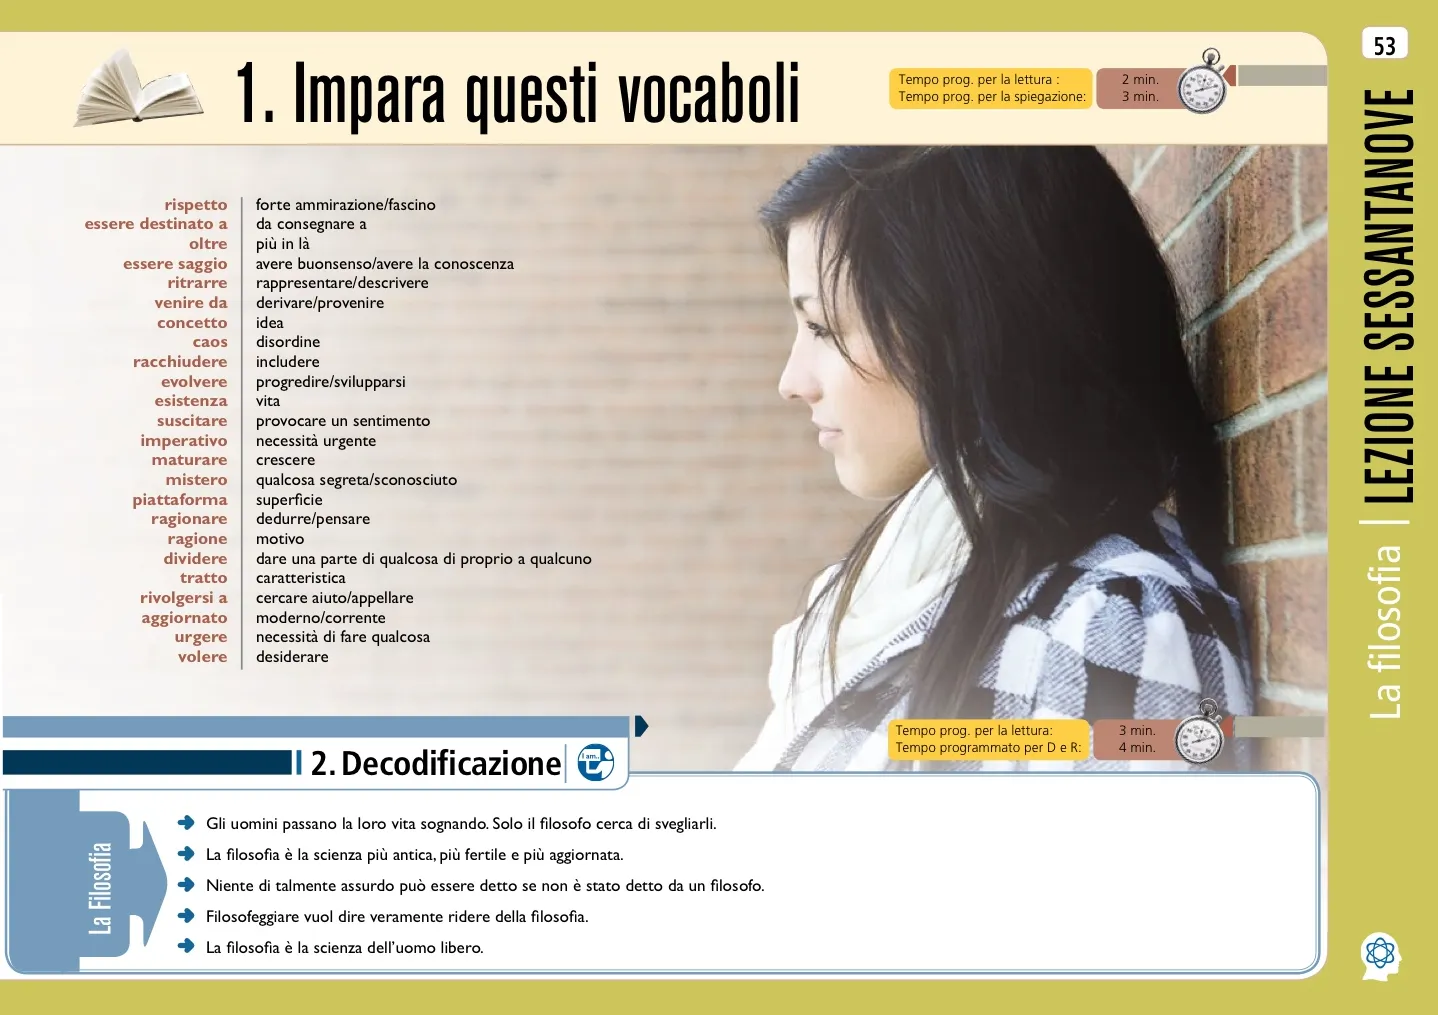 53
1. Impara questi vocaboli
Tempo prog. per la lettura : 2 min.
Tempo prog. per la spiegazione: 3 min.
rispetto forte ammirazione/fascino
essere destinato a da consegnare a
oltre più in là
essere saggio avere buonsenso/avere la conoscenza
ritrarre rappresentare/descrivere
venire da derivare/provenire
concetto idea
caos disordine
racchiudere includere
evolvere progredire/svilupparsi
esistenza vita
suscitare provocare un sentimento
imperativo necessità urgente
maturare crescere
mistero qualcosa segreta/sconosciuto
piattaforma superficie
ragionare dedurre/pensare
ragione motivo
dividere dare una parte di qualcosa di proprio a qualcuno
tratto caratteristica
rivolgersi a cercare aiuto/appellare
aggiornato moderno/corrente
urgere necessità di fare qualcosa
volere desiderare
La filosofia | LEZIONE SESSANTANOVE
2. Decodificazione
I am..
Tempo prog. per la lettura: 3 min.
Tempo programmato per D e R: 4 min.
La Filosofia
Gli uomini passano la loro vita sognando. Solo il filosofo cerca di svegliarli.
La filosofia è la scienza più antica, più fertile e più aggiornata.
Niente di talmente assurdo può essere detto se non è stato detto da un filosofo.
Filosofeggiare vuol dire veramente ridere della filosofia.
La filosofia è la scienza dell'uomo libero.